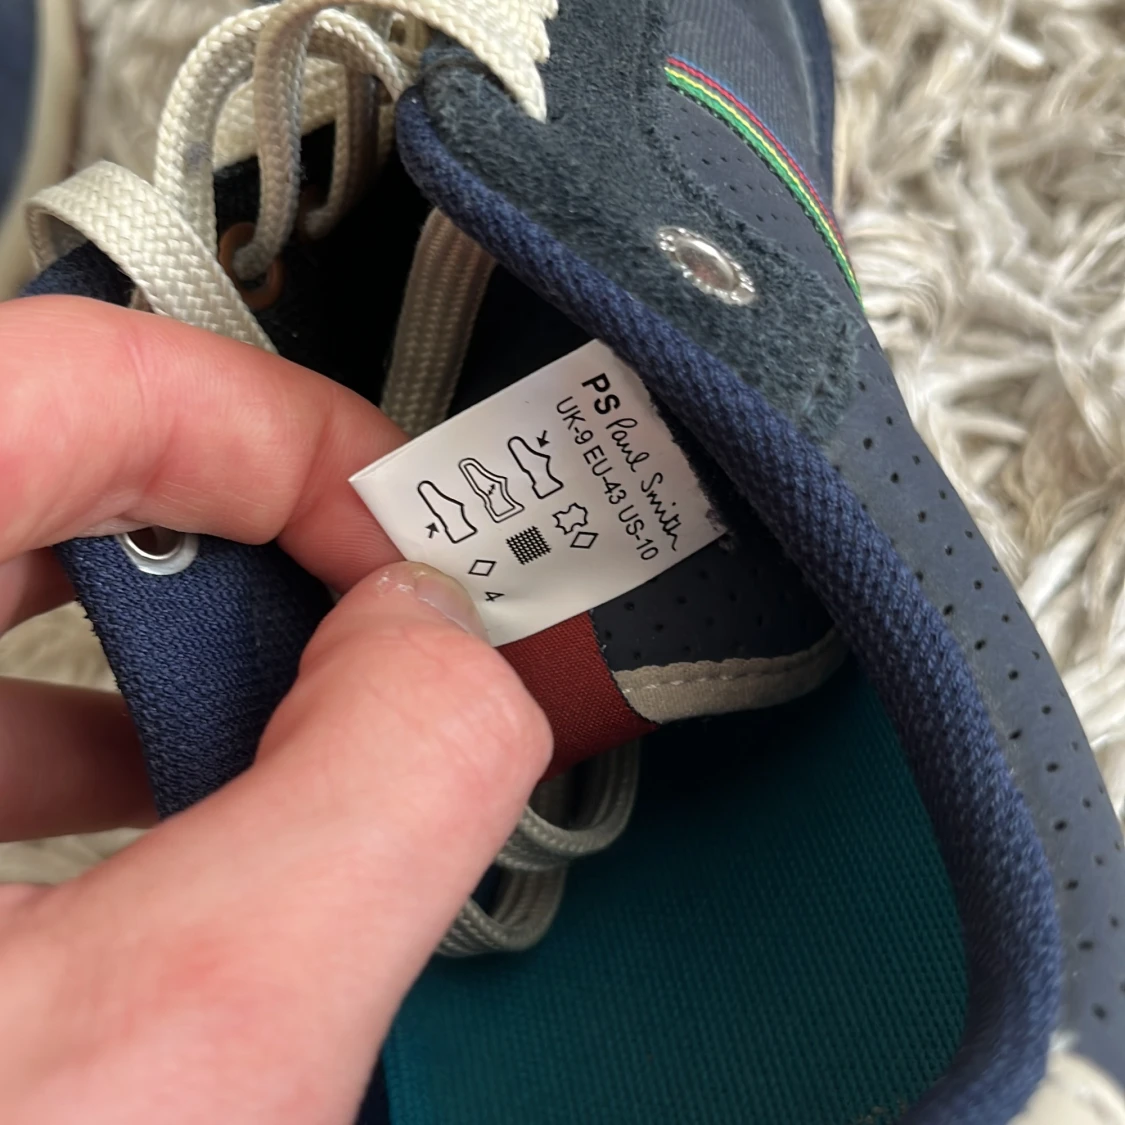 PS Paul Smith
UK-9 EU-43 US-10
4